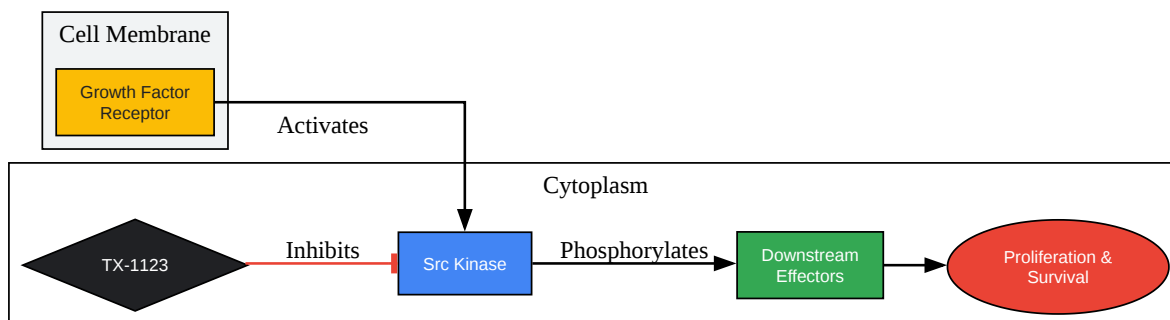 Cell Membrane
Growth Factor
Receptor
Activates
Cytoplasm
TX-1123
Inhibits
Src Kinase
Phosphorylates
Downstream
Effectors
Proliferation &
Survival